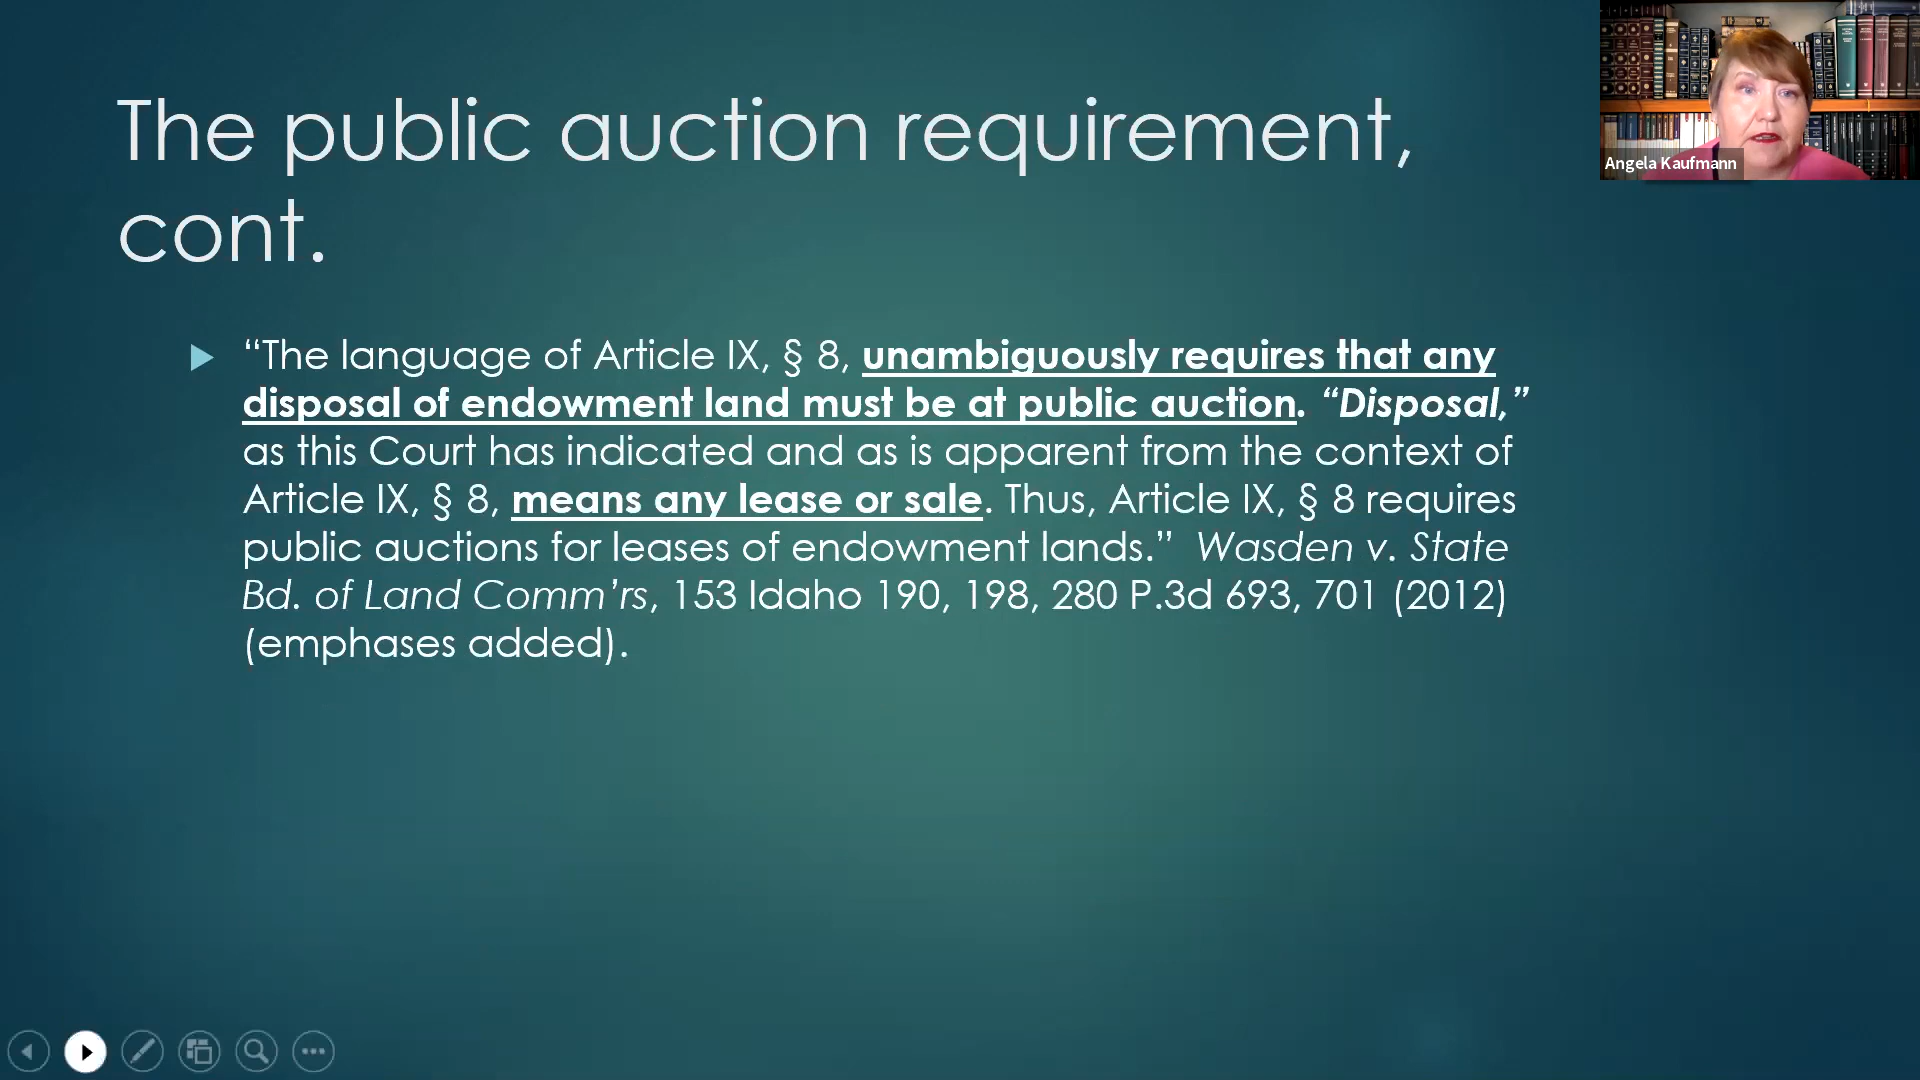 The public auction requirement,
cont.
“The language of Article IX, § 8, unambiguously requires that any
disposal of endowment land must be at public auction. “Disposal,”
as this Court has indicated and as is apparent from the context of
Article IX, § 8, means any lease or sale. Thus, Article IX, § 8 requires
public auctions for leases of endowment lands.” Wasden v. State
Bd. of Land Comm’rs, 153 Idaho 190, 198, 280 P.3d 693, 701 (2012)
(emphases added).
Angela Kaufmann